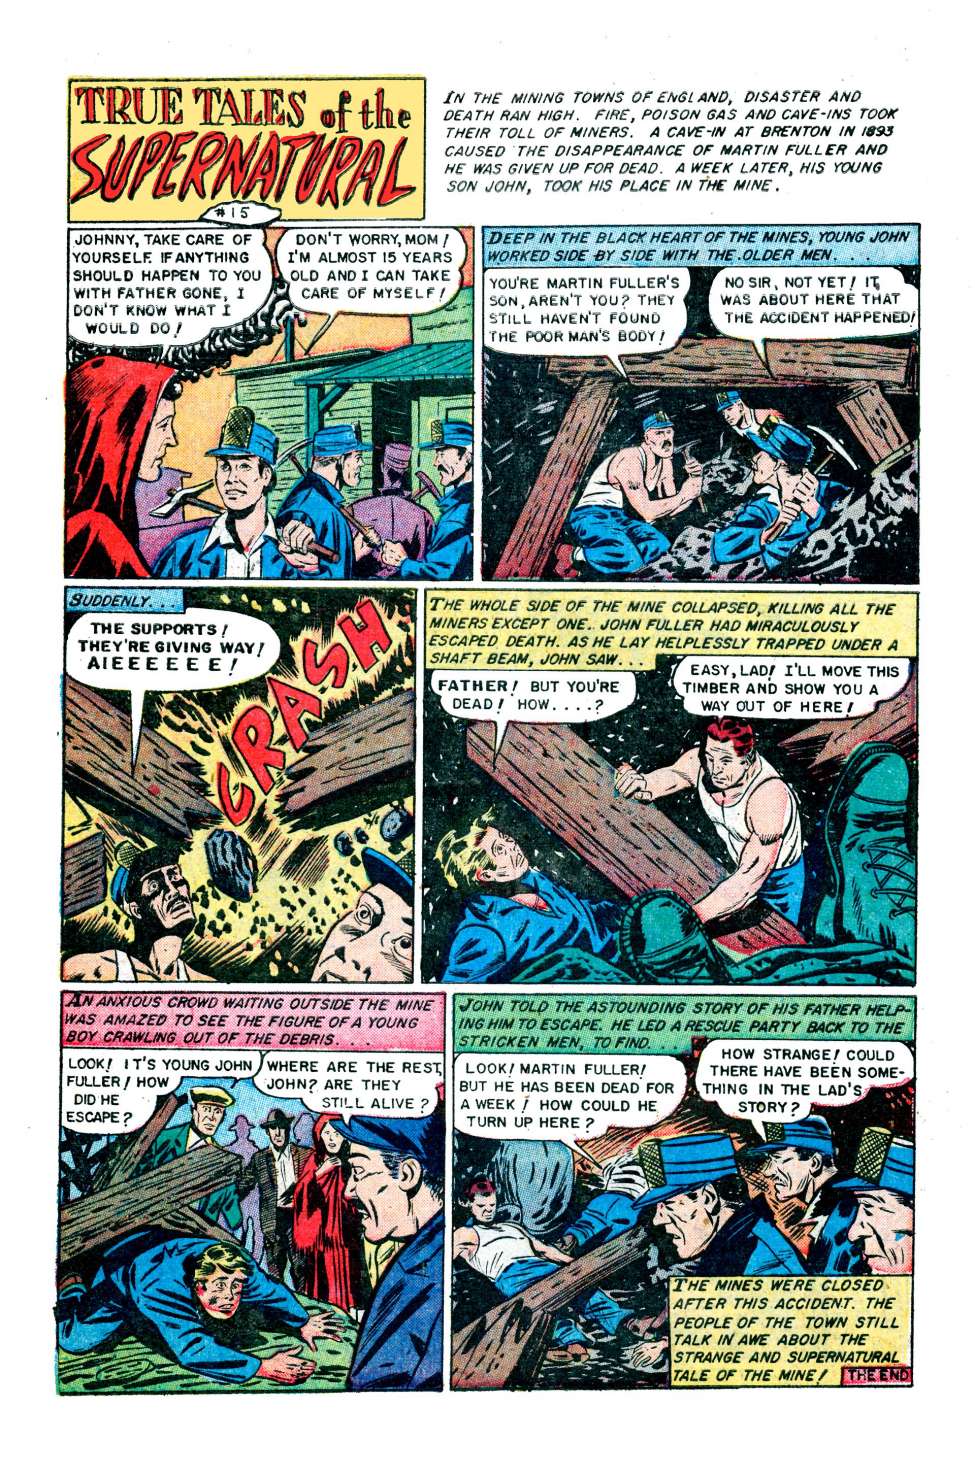 TRUE TALES of the
SUPERNATURAL
#15
IN THE MINING TOWNS OF ENGLAND, DISASTER AND
DEATH RAN HIGH. FIRE, POISON GAS AND CAVE-INS TOOK
THEIR TOLL OF MINERS. A CAVE-IN AT BRENTON IN 1893
CAUSED THE DISAPPEARANCE OF MARTIN FULLER AND
HE WAS GIVEN UP FOR DEAD. A WEEK LATER, HIS YOUNG
SON JOHN, TOOK HIS PLACE IN THE MINE.
JOHNNY, TAKE CARE OF
YOURSELF. IF ANYTHING
SHOULD HAPPEN TO YOU
WITH FATHER GONE, I
DON'T KNOW WHAT I
WOULD DO!
DON'T WORRY, MOM!
I'M ALMOST 15 YEARS
OLD AND I CAN TAKE
CARE OF MYSELF!
DEEP IN THE BLACK HEART OF THE MINES, YOUNG JOHN
WORKED SIDE BY SIDE WITH THE OLDER MEN. . . .
YOU'RE MARTIN FULLER'S
SON, AREN'T YOU? THEY
STILL HAVEN'T FOUND
THE POOR MAN'S BODY!
NO SIR, NOT YET! IT
WAS ABOUT HERE THAT
THE ACCIDENT HAPPENED!
SUDDENLY. . .
THE SUPPORTS!
THEY'RE GIVING WAY!
AIEEEEEEE!
CRASH
THE WHOLE SIDE OF THE MINE COLLAPSED, KILLING ALL THE
MINERS EXCEPT ONE. JOHN FULLER HAD MIRACULOUSLY
ESCAPED DEATH. AS HE LAY HELPLESSLY TRAPPED UNDER A
SHAFT BEAM, JOHN SAW. . .
FATHER! BUT YOU'RE
DEAD! HOW. . . .?
EASY, LAD! I'LL MOVE THIS
TIMBER AND SHOW YOU A
WAY OUT OF HERE!
AN ANXIOUS CROWD WAITING OUTSIDE THE MINE
WAS AMAZED TO SEE THE FIGURE OF A YOUNG
BOY CRAWLING OUT OF THE DEBRIS. . . .
LOOK! IT'S YOUNG JOHN
FULLER! HOW
DID HE
ESCAPE?
WHERE ARE THE REST,
JOHN? ARE THEY
STILL ALIVE?
JOHN TOLD THE ASTOUNDING STORY OF HIS FATHER HELP-
ING HIM TO ESCAPE. HE LED A RESCUE PARTY BACK TO THE
STRICKEN MEN, TO FIND.
LOOK! MARTIN FULLER!
BUT HE HAS BEEN DEAD FOR
A WEEK! HOW COULD HE
TURN UP HERE?
HOW STRANGE! COULD
THERE HAVE BEEN SOME-
THING IN THE LAD'S
STORY?
THE MINES WERE CLOSED
AFTER THIS ACCIDENT. THE
PEOPLE OF THE TOWN STILL
TALK IN AWE ABOUT THE
STRANGE AND SUPERNATURAL
TALE OF THE MINE!
THE END